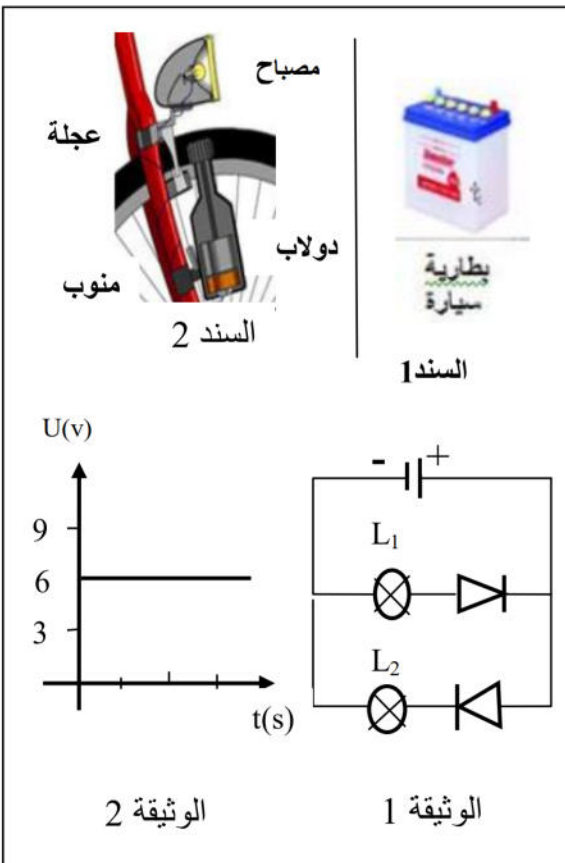 مصباح
عجلة
دولاب
منوب
السند 2
بطارية
سيارة
السند1
U(v)
9
6
3
t(s)
الوثيقة 2
- +
L₁
L₂
الوثيقة 1